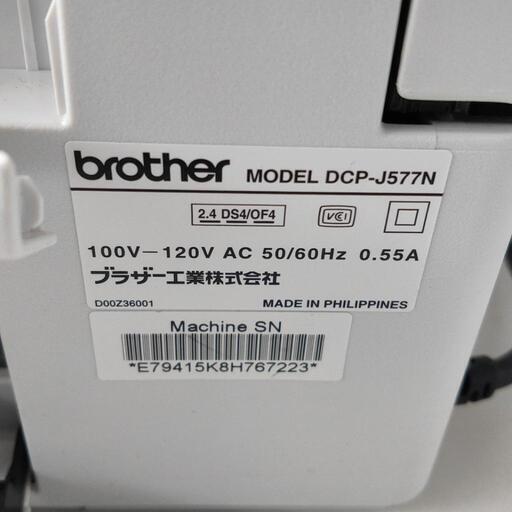 brother MODEL DCP-J577N
2.4 DS4/OF4
VCI
100V—120V AC 50/60Hz 0.55A
ブラザー工業株式会社
D00Z36001 MADE IN PHILIPPINES
Machine SN
*E79415K8H767223*